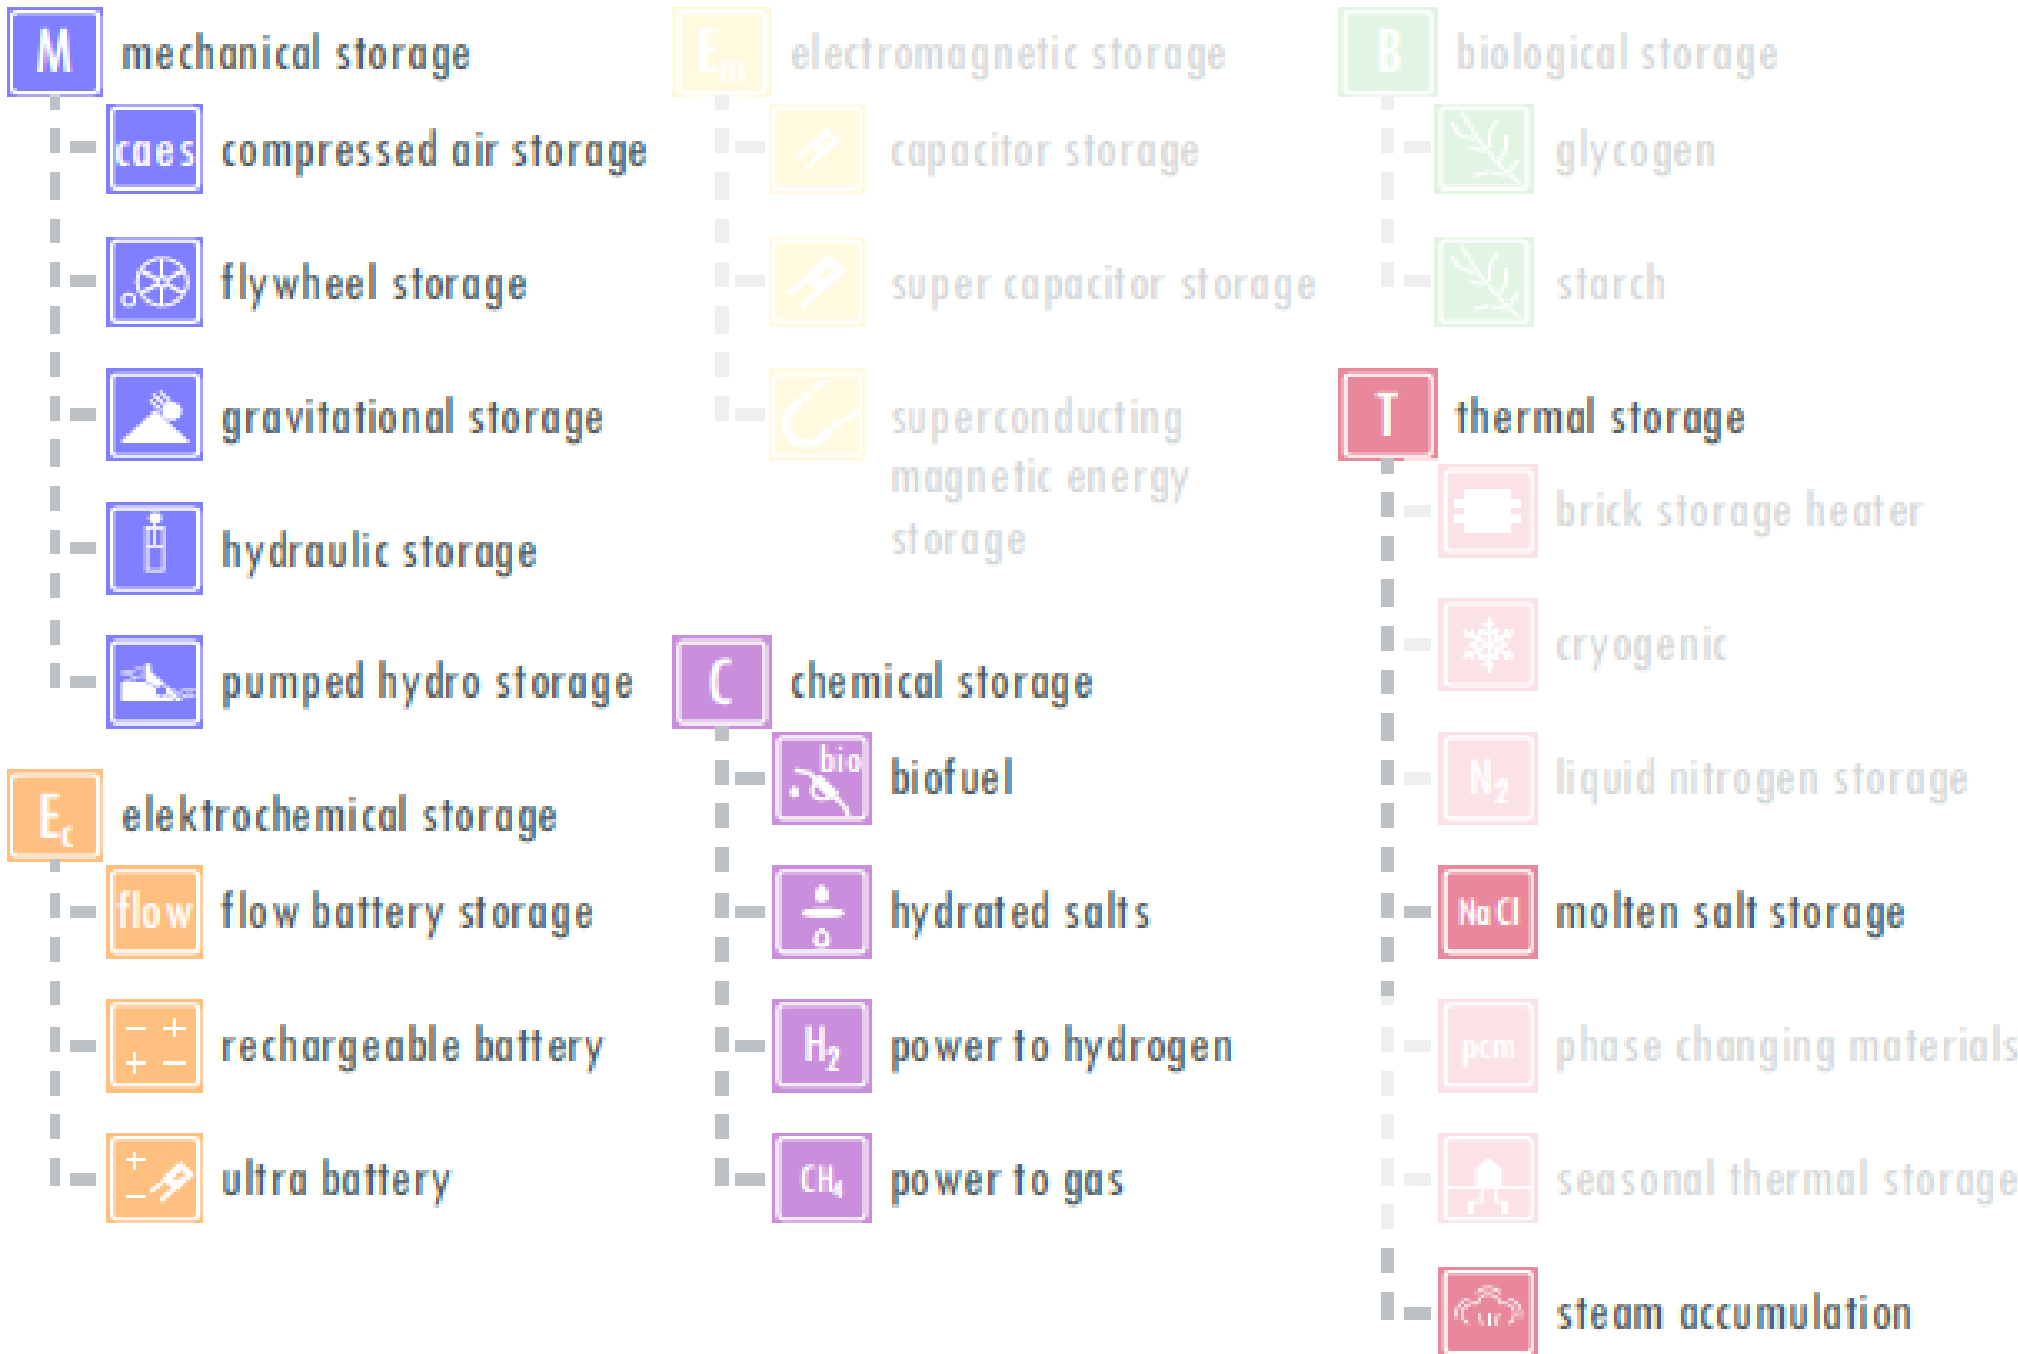 M mechanical storage
caes compressed air storage
flywheel storage
gravitational storage
hydraulic storage
pumped hydro storage
Ec elektrochemical storage
flow flow battery storage
rechargeable battery
ultra battery
Em electromagnetic storage
capacitor storage
super capacitor storage
superconducting
magnetic energy
storage
C chemical storage
bio biofuel
hydrated salts
H2 power to hydrogen
CH4 power to gas
B biological storage
glycogen
starch
T thermal storage
brick storage heater
cryogenic
N2 liquid nitrogen storage
NaCl molten salt storage
pcm phase changing materials
seasonal thermal storage
steam accumulation